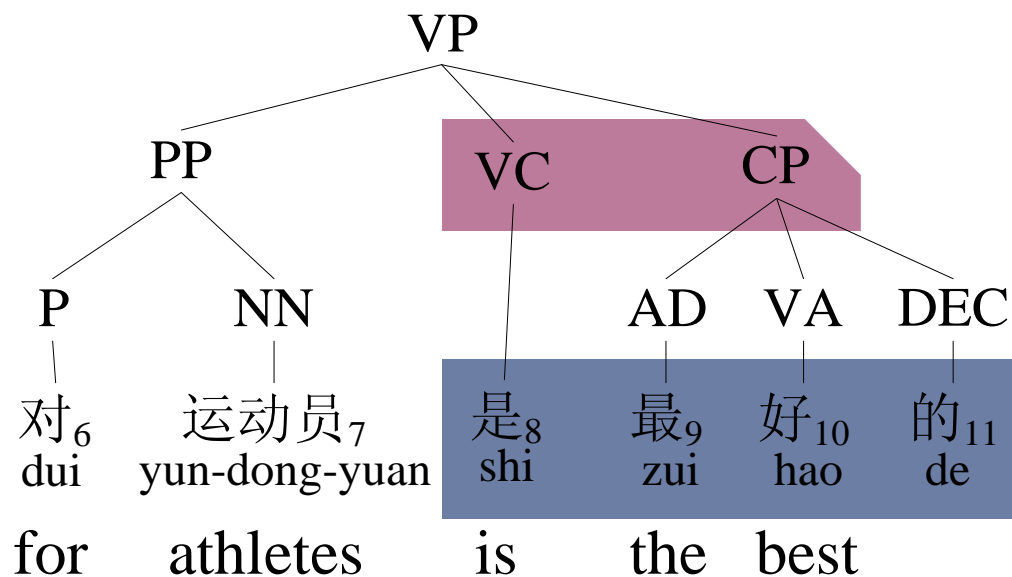 VP
PP VC CP
P NN AD VA DEC
对6 运动员7 是8 最9 好10 的11
dui yun-dong-yuan shi zui hao de
for athletes is the best